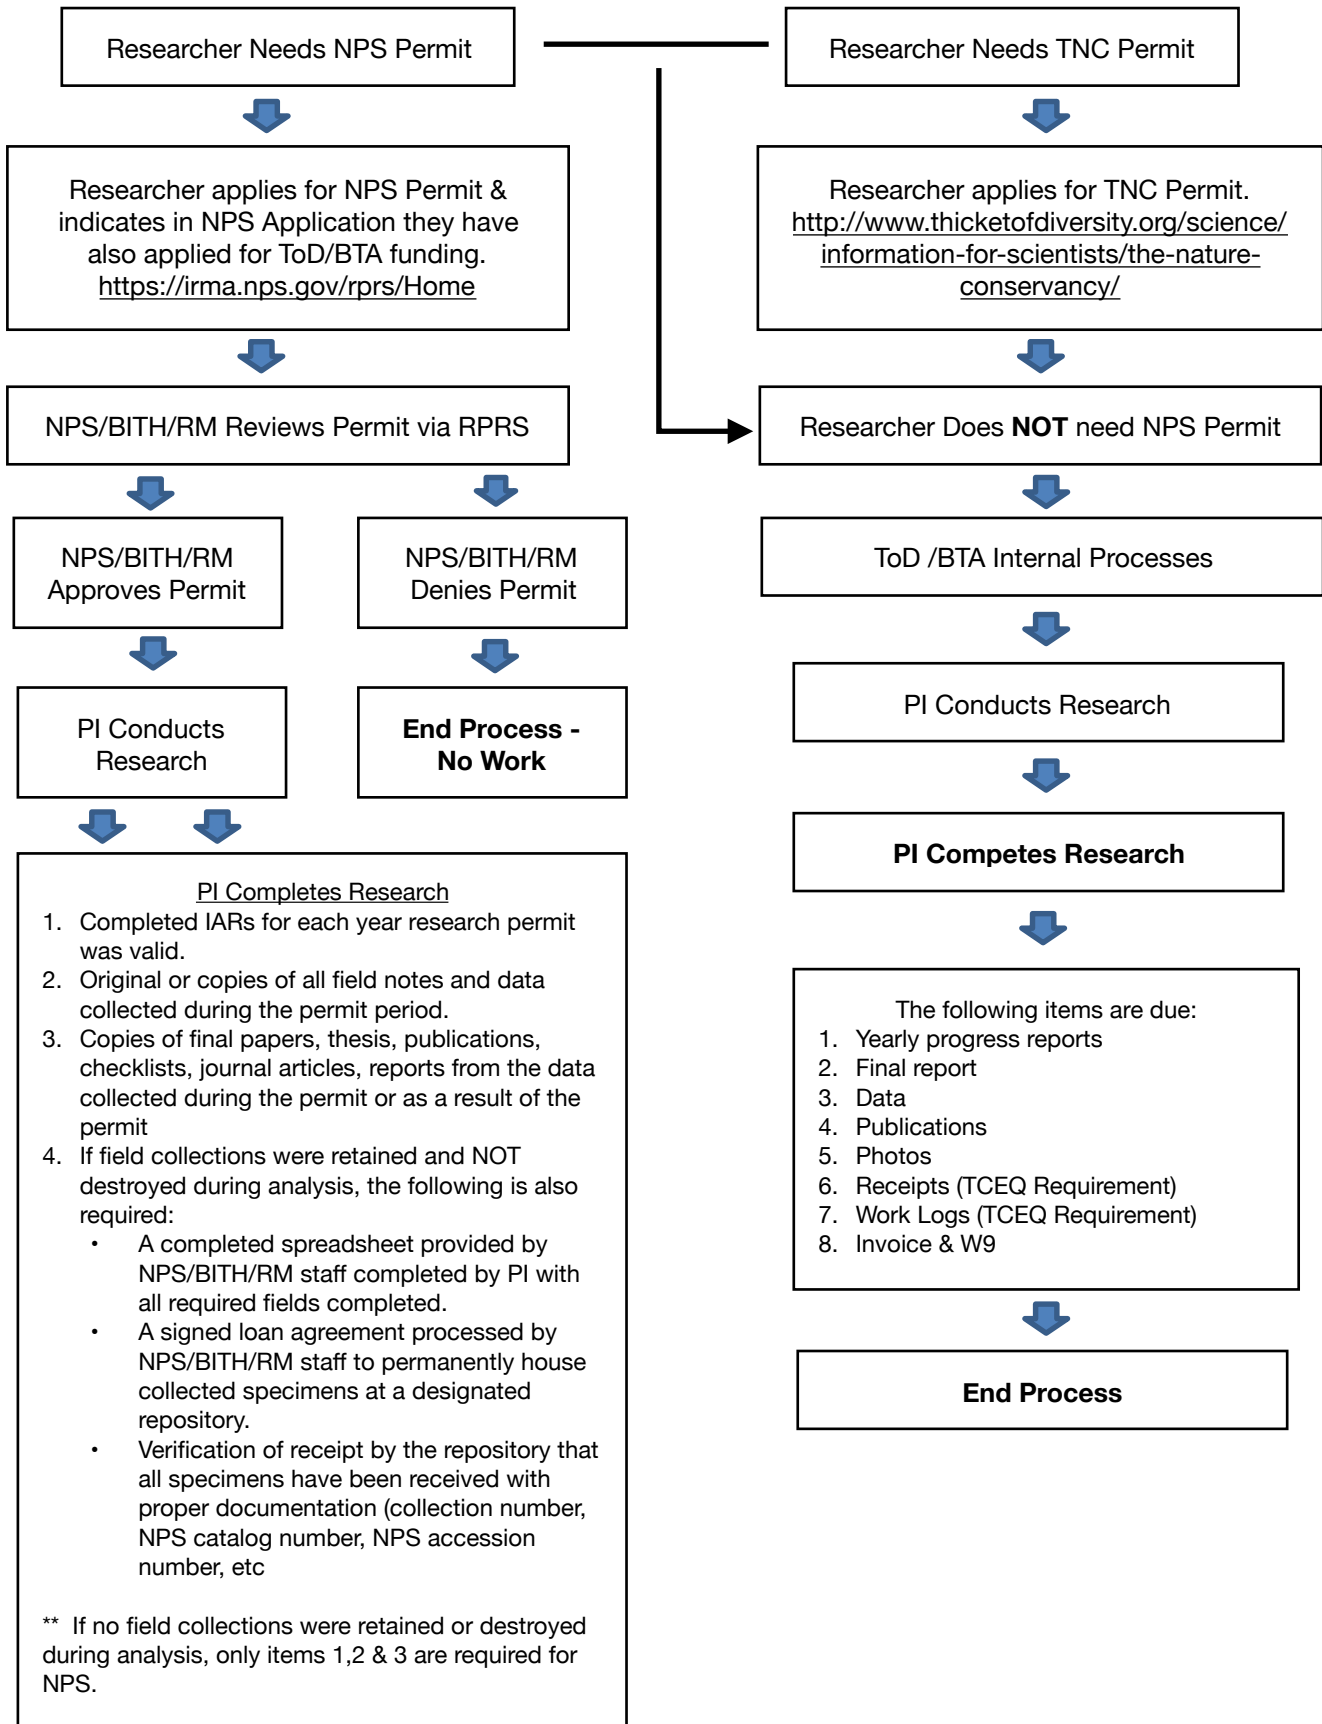 Researcher Needs NPS Permit
Researcher Needs TNC Permit
Researcher applies for NPS Permit &
indicates in NPS Application they have
also applied for ToD/BTA funding.
https://irma.nps.gov/rprs/Home
Researcher applies for TNC Permit.
http://www.thicketofdiversity.org/science/
information-for-scientists/the-nature-
conservancy/
NPS/BITH/RM Reviews Permit via RPRS
Researcher Does NOT need NPS Permit
NPS/BITH/RM
Approves Permit
NPS/BITH/RM
Denies Permit
ToD /BTA Internal Processes
PI Conducts
Research
End Process -
No Work
PI Conducts Research
PI Competes Research
PI Completes Research
1. Completed IARs for each year research permit
was valid.
2. Original or copies of all field notes and data
collected during the permit period.
3. Copies of final papers, thesis, publications,
checklists, journal articles, reports from the data
collected during the permit or as a result of the
permit
4. If field collections were retained and NOT
destroyed during analysis, the following is also
required:
• A completed spreadsheet provided by
NPS/BITH/RM staff completed by PI with
all required fields completed.
• A signed loan agreement processed by
NPS/BITH/RM staff to permanently house
collected specimens at a designated
repository.
• Verification of receipt by the repository that
all specimens have been received with
proper documentation (collection number,
NPS catalog number, NPS accession
number, etc
** If no field collections were retained or destroyed
during analysis, only items 1,2 & 3 are required for
NPS.
The following items are due:
1. Yearly progress reports
2. Final report
3. Data
4. Publications
5. Photos
6. Receipts (TCEQ Requirement)
7. Work Logs (TCEQ Requirement)
8. Invoice & W9
End Process